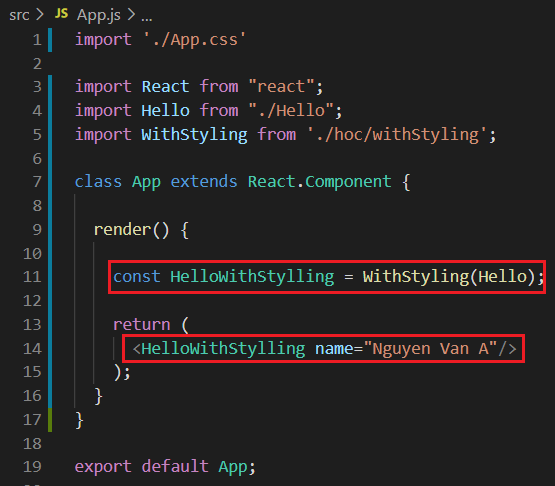 src > JS App.js > ...
1 import './App.css'
2
3 import React from "react";
4 import Hello from "./Hello";
5 import WithStyling from './hoc/withStyling';
6
7 class App extends React.Component {
8
9 render() {
10
11 const HelloWithStylling = WithStyling(Hello);
12
13 return (
14 <HelloWithStylling name="Nguyen Van A"/>
15 );
16 }
17 }
18
19 export default App;